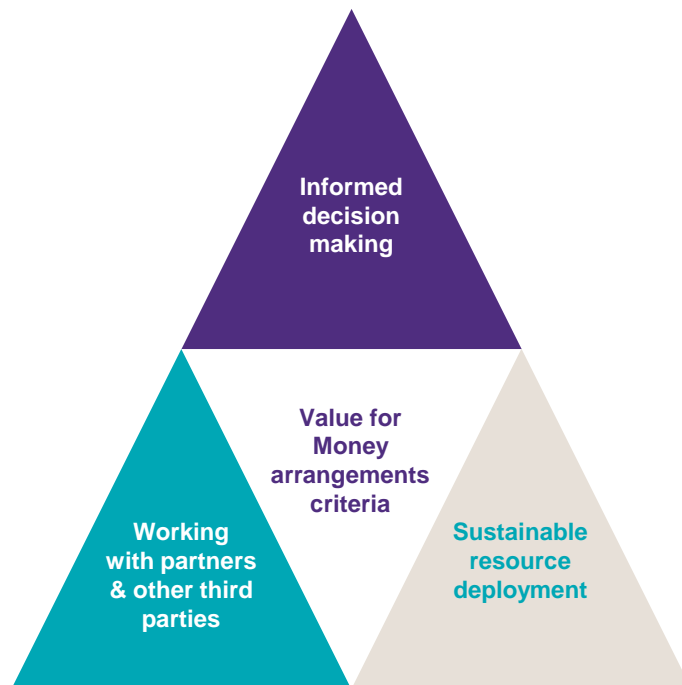 Informed
decision
making
Value for
Money
arrangements
criteria
Working
with partners
& other third
parties
Sustainable
resource
deployment